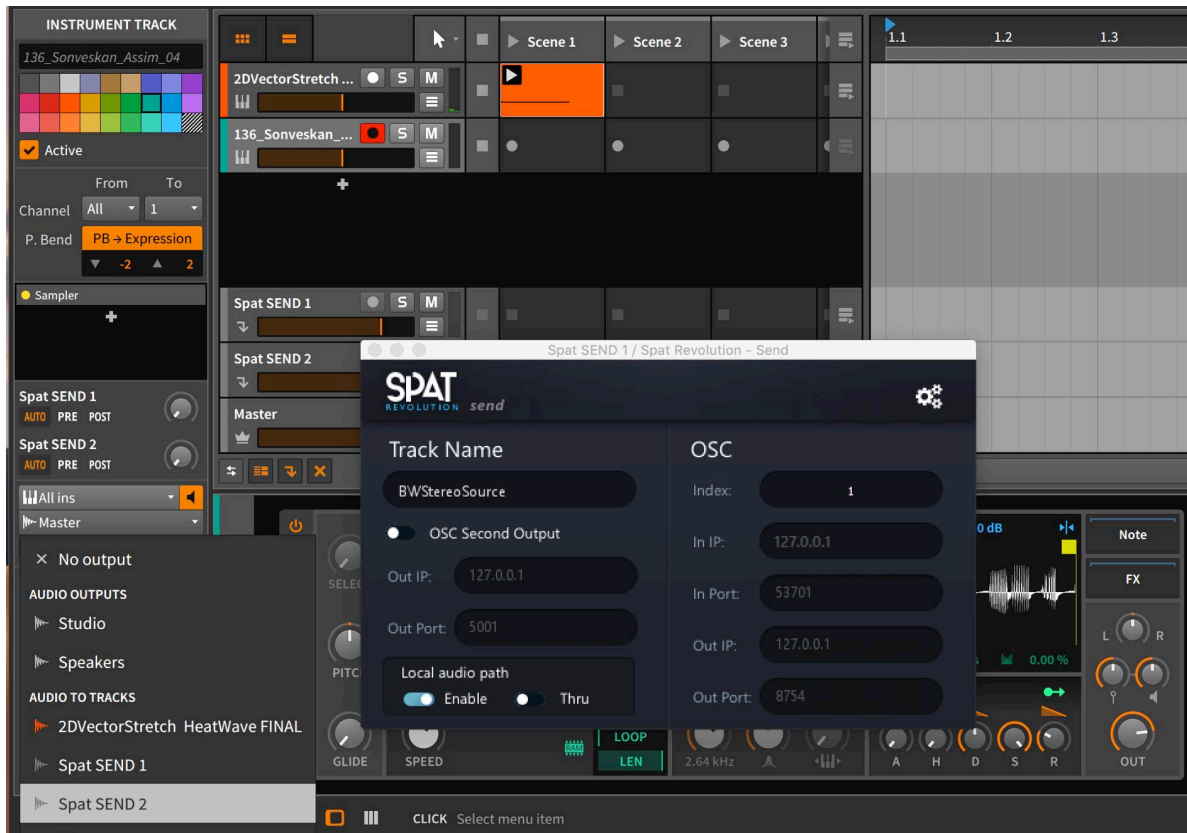 INSTRUMENT TRACK
136_Sonveskan_Assim_04
Active
From To
Channel All 1
P. Bend PB → Expression
-2 2
Sampler
Spat SEND 1
AUTO PRE POST
Spat SEND 2
AUTO PRE POST
All ins
Master
No output
AUDIO OUTPUTS
Studio
Speakers
AUDIO TO TRACKS
2DVectorStretch HeatWave FINAL
Spat SEND 1
Spat SEND 2
Scene 1 Scene 2 Scene 3
1.1 1.2 1.3
2DVectorStretch ... S M
136_Sonveskan_... S M
Spat SEND 1 S M
Spat SEND 2
Master
Spat SEND 1 / Spat Revolution - Send
SPAT
REVOLUTION send
Track Name
BWStereoSource
OSC Second Output
Out IP: 127.0.0.1
Out Port: 5001
Local audio path
Enable Thru
OSC
Index: 1
In IP: 127.0.0.1
In Port: 53701
Out IP: 127.0.0.1
Out Port: 8754
GLIDE SPEED
RAM
LOOP
LEN
2.64 kHz
0 dB
0.00 %
A H D S R
Note
FX
L R
OUT
CLICK Select menu item